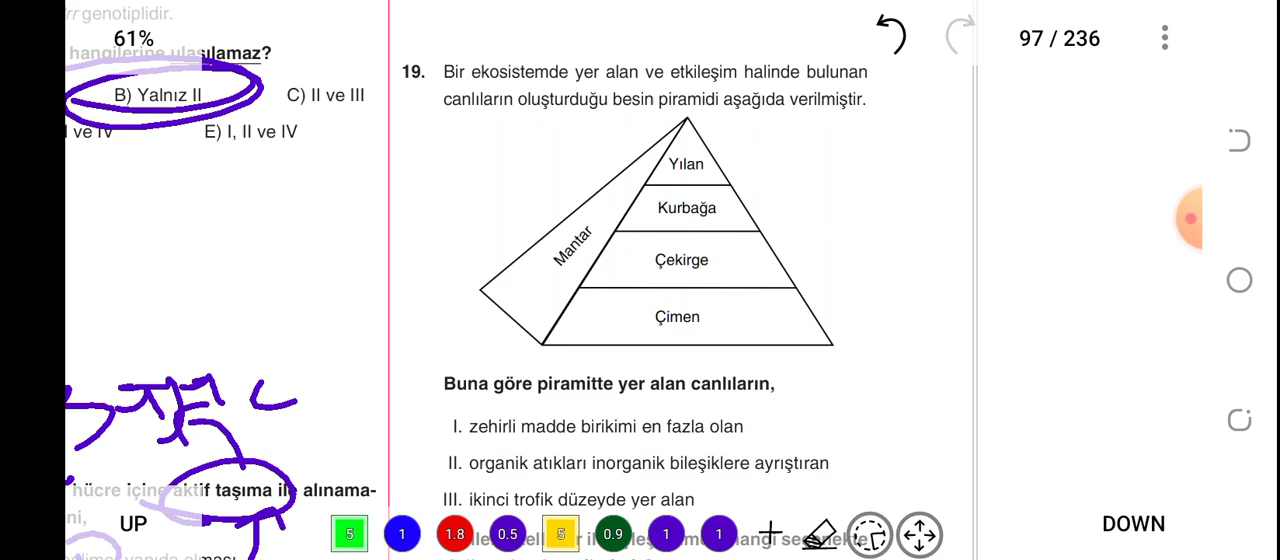 rr genotiplidir.
61%
hangilerine ulaşılamaz?
B) Yalnız II
C) II ve III
I ve IV
E) I, II ve IV
hücre içine aktif taşıma ile alınama-
ni,
UP
97 / 236
19. Bir ekosistemde yer alan ve etkileşim halinde bulunan
canlıların oluşturduğu besin piramidi aşağıda verilmiştir.
Yılan
Kurbağa
Mantar
Çekirge
Çimen
Buna göre piramitte yer alan canlıların,
I. zehirli madde birikimi en fazla olan
II. organik atıkları inorganik bileşiklere ayrıştıran
III. ikinci trofik düzeyde yer alan
5 1 1.8 0.5 5 0.9 1 1
DOWN